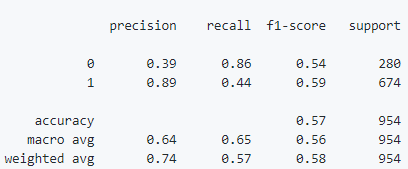 precision recall f1-score support
0 0.39 0.86 0.54 280
1 0.89 0.44 0.59 674
accuracy 0.57 954
macro avg 0.64 0.65 0.56 954
weighted avg 0.74 0.57 0.58 954